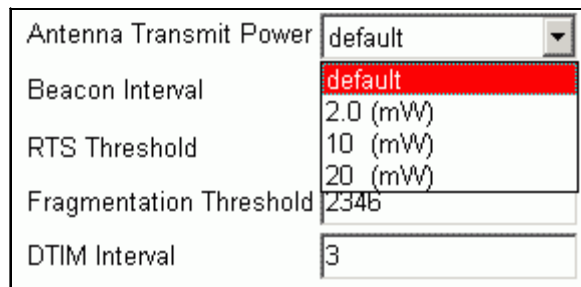 Antenna Transmit Power default
Beacon Interval default
2.0 (mW)
RTS Threshold 10 (mW)
20 (mW)
Fragmentation Threshold 2346
DTIM Interval 3